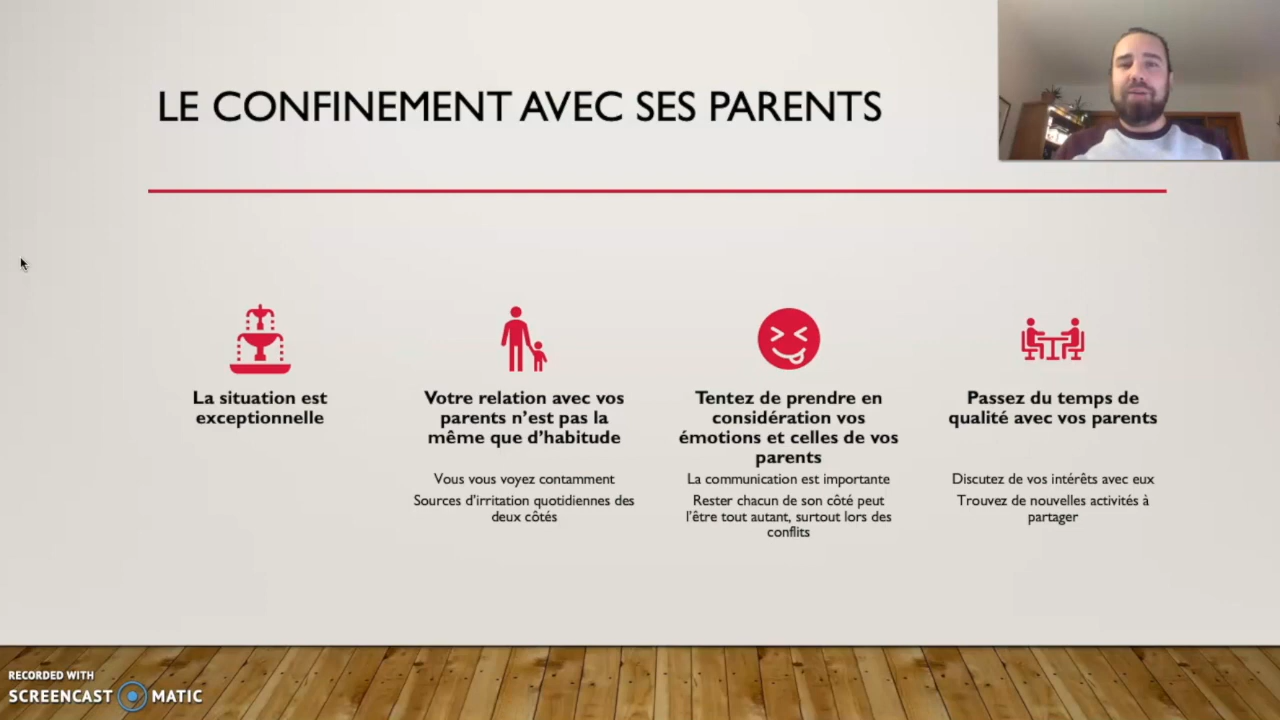 LE CONFINEMENT AVEC SES PARENTS
La situation est
exceptionnelle
Votre relation avec vos
parents n'est pas la
même que d'habitude
Vous vous voyez contamment
Sources d'irritation quotidiennes des
deux côtés
Tentez de prendre en
considération vos
émotions et celles de vos
parents
La communication est importante
Rester chacun de son côté peut
l'être tout autant, surtout lors des
conflits
Passez du temps de
qualité avec vos parents
Discutez de vos intérêts avec eux
Trouvez de nouvelles activités à
partager
RECORDED WITH
SCREENCAST MATIC